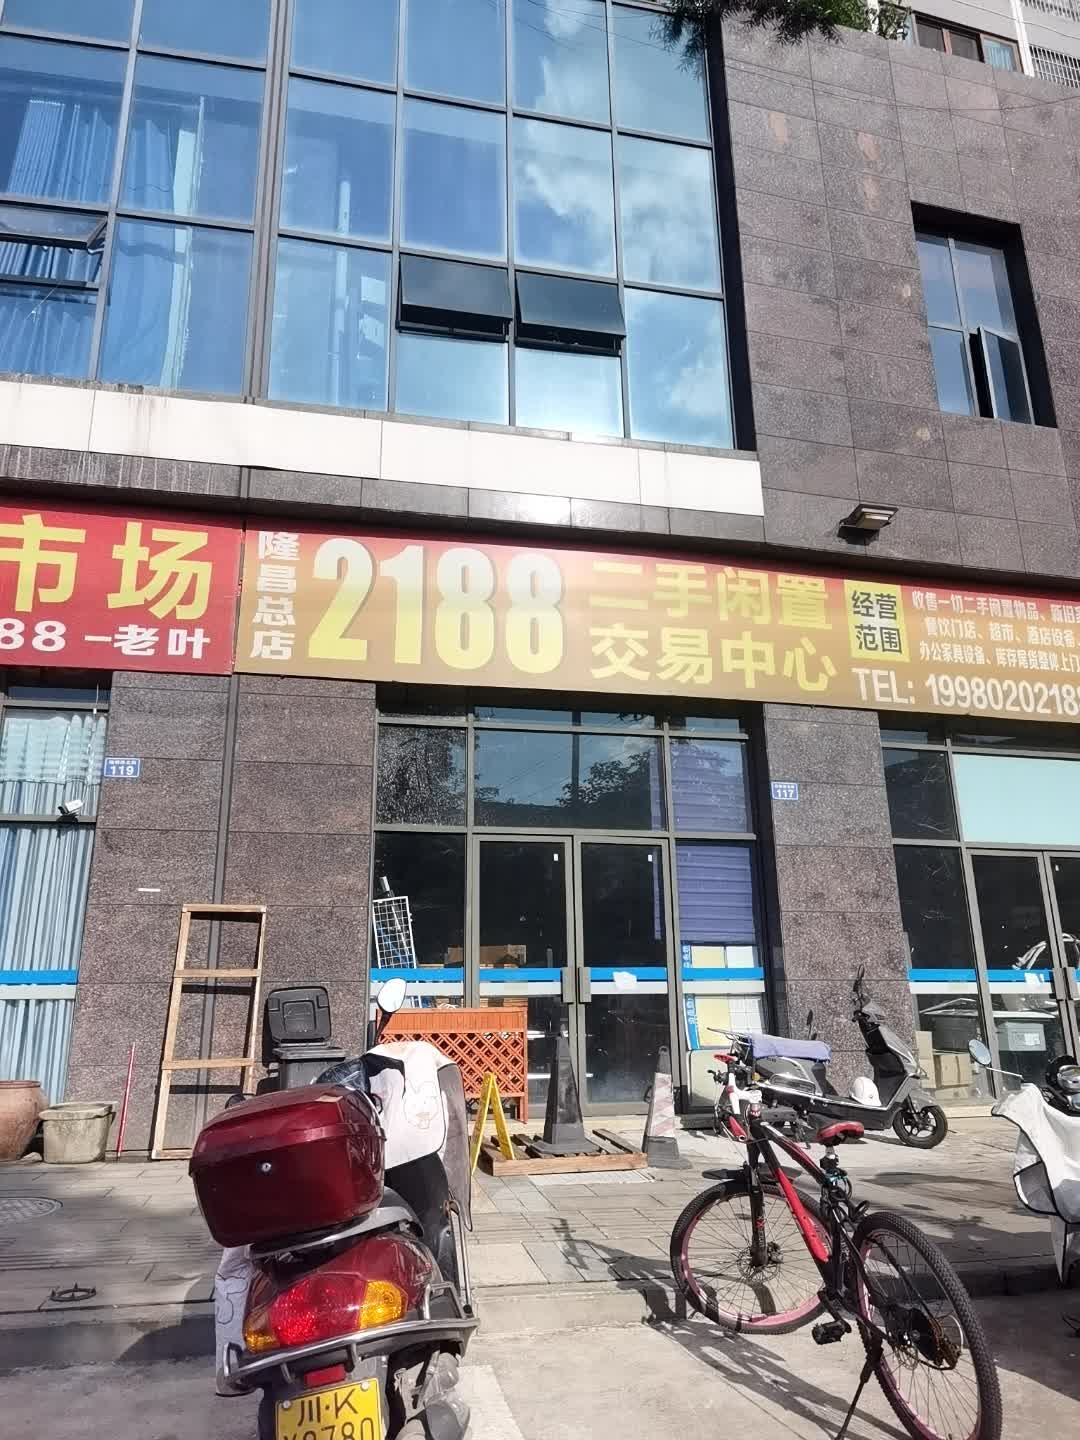 市场
88 -老叶
隆昌总店
2188
二手闲置
交易中心
经营
范围
收售一切二手闲置物品、新旧
餐饮门店、超市、酒店设备
办公家具设备、库存尾货整体上门
TEL: 1998020218
119
117
川·K